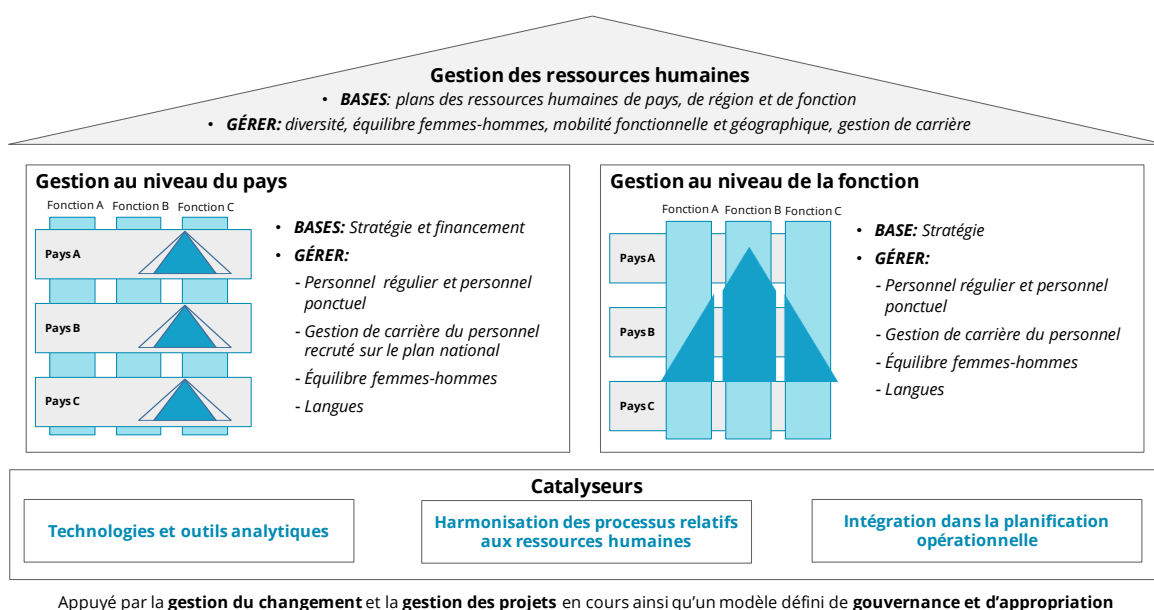 Gestion des ressources humaines
• BASES: plans des ressources humaines de pays, de région et de fonction
• GÉRER: diversité, équilibre femmes-hommes, mobilité fonctionnelle et géographique, gestion de carrière
Gestion au niveau du pays
Fonction A Fonction B Fonction C
Pays A
Pays B
Pays C
• BASES: Stratégie et financement
• GÉRER:
- Personnel régulier et personnel
ponctuel
- Gestion de carrière du personnel
recruté sur le plan national
- Équilibre femmes-hommes
- Langues
Gestion au niveau de la fonction
Fonction A Fonction B Fonction C
Pays A
Pays B
Pays C
• BASE: Stratégie
• GÉRER:
- Personnel régulier et personnel
ponctuel
- Gestion de carrière du personnel
- Équilibre femmes-hommes
- Langues
Catalyseurs
Technologies et outils analytiques
Harmonisation des processus relatifs
aux ressources humaines
Intégration dans la planification
opérationnelle
Appuyé par la gestion du changement et la gestion des projets en cours ainsi qu'un modèle défini de gouvernance et d'appropriation